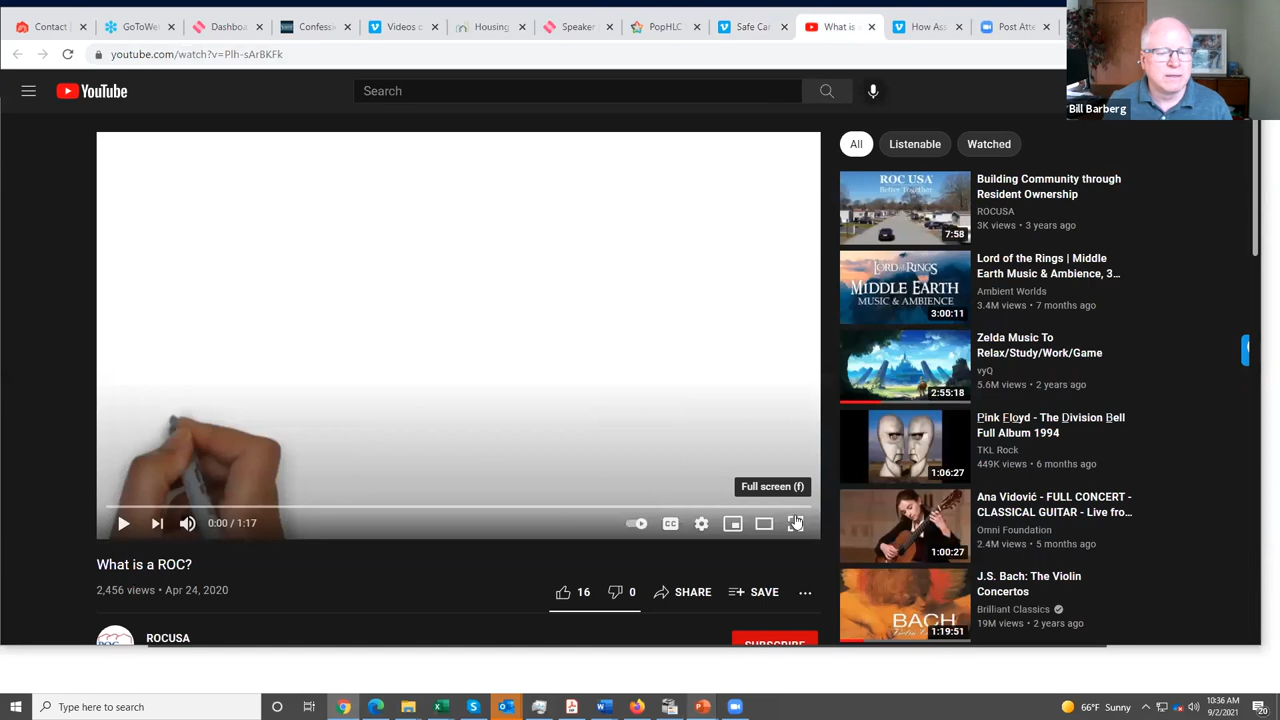 Contact
GoToWe
Dashboa
Confess
Videos c
Housing
Speaker
PopHLC
Safe Car
What is
How Ass
Post Atte
youtube.com/watch?v=Plh-sArBKFk
Bill Barberg
YouTube
Search
All
Listenable
Watched
ROC USA
Better Together
7:58
Building Community through
Resident Ownership
ROCUSA
3K views • 3 years ago
LORD OF THE RINGS
MIDDLE EARTH
MUSIC & AMBIENCE
3:00:11
Lord of the Rings | Middle
Earth Music & Ambience, 3...
Ambient Worlds
3.4M views • 7 months ago
2:55:18
Zelda Music To
Relax/Study/Work/Game
vyQ
5.6M views • 2 years ago
1:06:27
Pink Floyd - The Division Bell
Full Album 1994
TKL Rock
449K views • 6 months ago
1:00:27
Ana Vidović - FULL CONCERT -
CLASSICAL GUITAR - Live fro...
Omni Foundation
2.4M views • 5 months ago
BACH
1:19:51
J.S. Bach: The Violin
Concertos
Brilliant Classics
19M views • 2 years ago
Full screen (f)
0:00 / 1:17
CC
What is a ROC?
2,456 views • Apr 24, 2020
16
0
SHARE
SAVE
ROCUSA
SUBSCRIBE
Type here to search
66°F Sunny
10:36 AM
9/2/2021
20